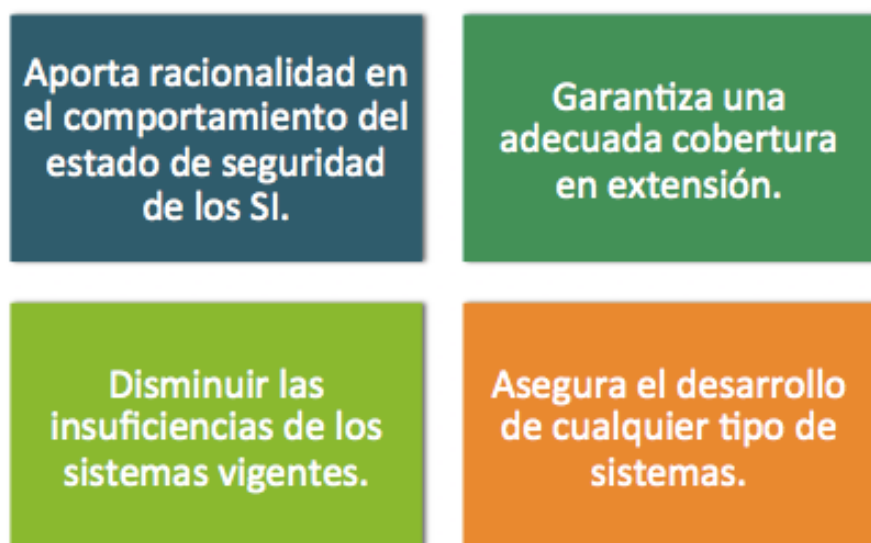 Aporta racionalidad en
el comportamiento del
estado de seguridad
de los SI.
Garantiza una
adecuada cobertura
en extensión.
Disminuir las
insuficiencias de los
sistemas vigentes.
Asegura el desarrollo
de cualquier tipo de
sistemas.